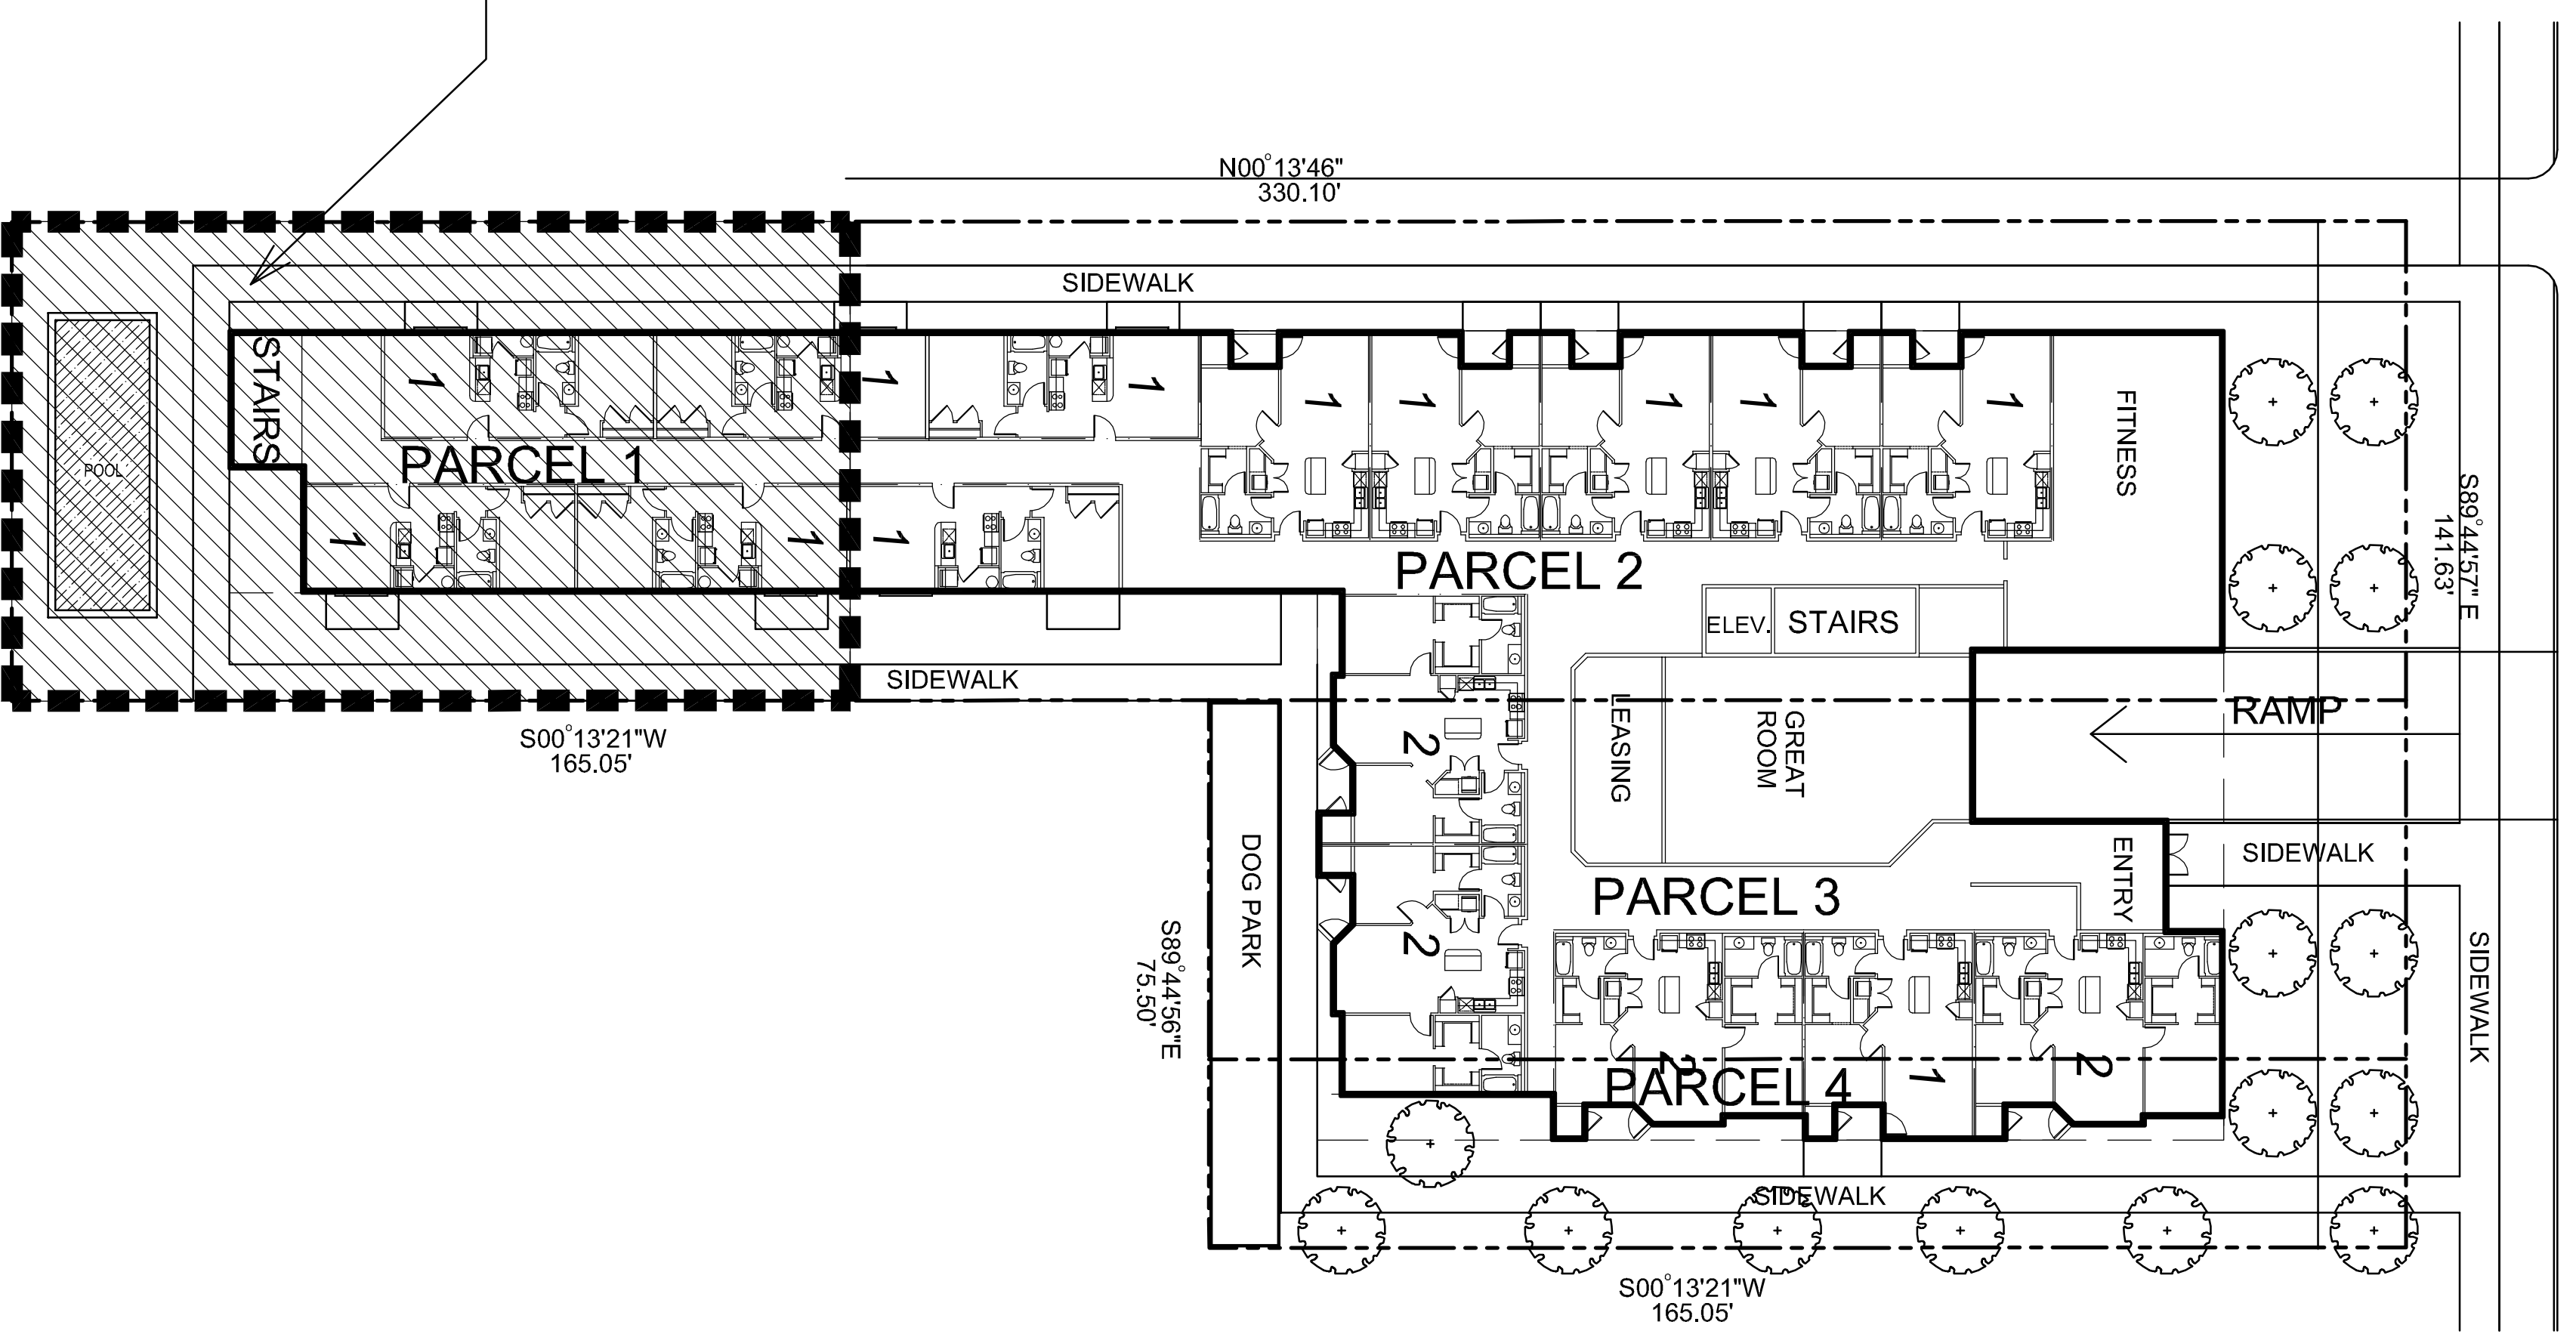 N00°13'46"
330.10'
SIDEWALK
STAIRS
1
1
1
1
1
1
1
1
1
FITNESS
PARCEL 1
POOL
S89°44'57" E
141.63'
1
1
1
PARCEL 2
ELEV.
STAIRS
SIDEWALK
RAMP
S00°13'21"W
165.05'
2
LEASING
GREAT
ROOM
DOG PARK
ENTRY
SIDEWALK
PARCEL 3
2
S89°44'56"E
75.50'
SIDEWALK
2
1
2
PARCEL 4
SIDEWALK
S00°13'21"W
165.05'